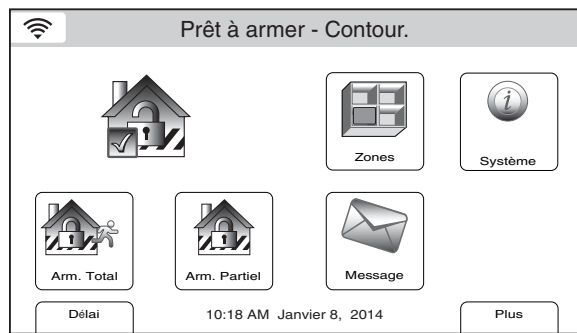 Prêt à armer - Contour.
Zones
Système
Arm. Total
Arm. Partiel
Message
Délai
10:18 AM Janvier 8, 2014
Plus